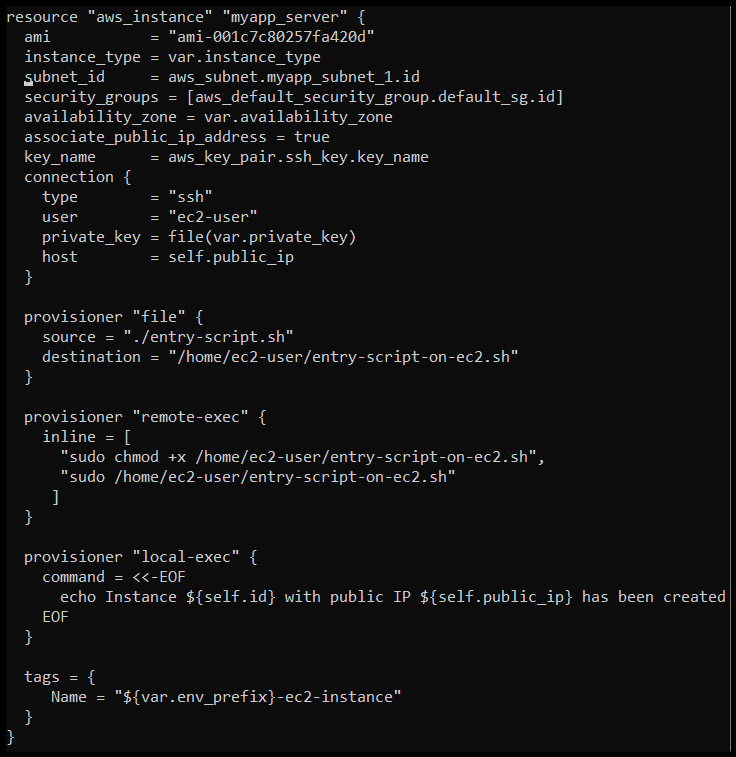 resource "aws_instance" "myapp_server" {
  ami           = "ami-001c7c80257fa420d"
  instance_type = var.instance_type
  subnet_id     = aws_subnet.myapp_subnet_1.id
  security_groups = [aws_default_security_group.default_sg.id]
  availability_zone = var.availability_zone
  associate_public_ip_address = true
  key_name      = aws_key_pair.ssh_key.key_name
  connection {
    type        = "ssh"
    user        = "ec2-user"
    private_key = file(var.private_key)
    host        = self.public_ip
  }

  provisioner "file" {
    source = "./entry-script.sh"
    destination = "/home/ec2-user/entry-script-on-ec2.sh"
  }

  provisioner "remote-exec" {
    inline = [
      "sudo chmod +x /home/ec2-user/entry-script-on-ec2.sh",
      "sudo /home/ec2-user/entry-script-on-ec2.sh"
     ]
  }

  provisioner "local-exec" {
    command = <<-EOF
      echo Instance ${self.id} with public IP ${self.public_ip} has been created
    EOF
  }

  tags = {
     Name = "${var.env_prefix}-ec2-instance"
  }
}